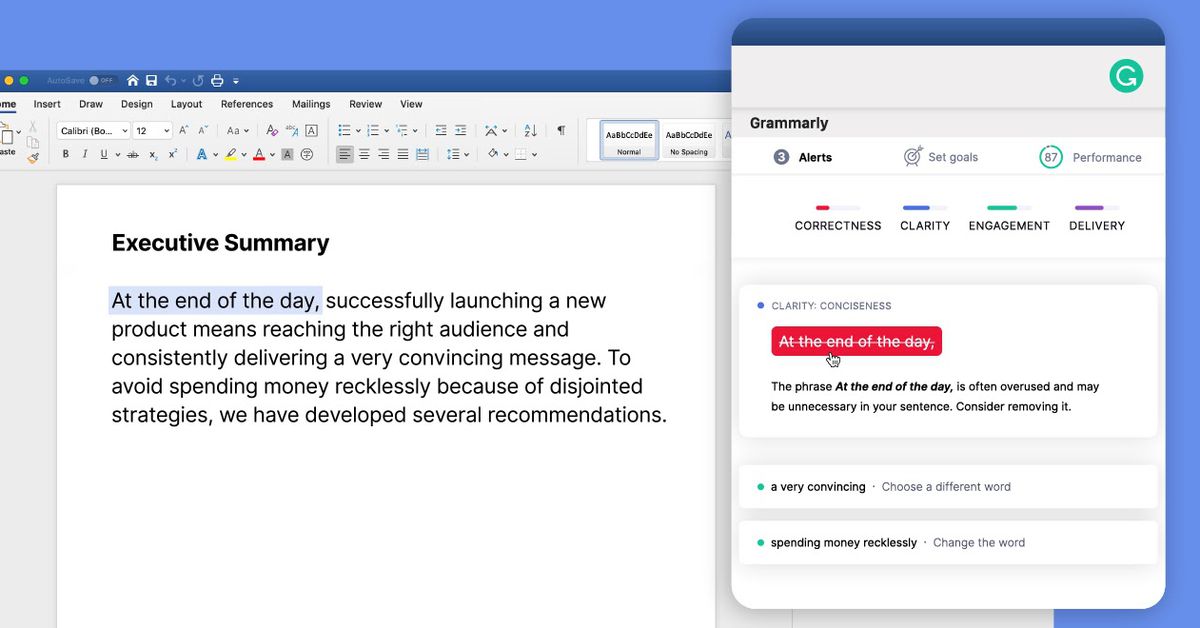 AutoSave OFF
ome Insert Draw Design Layout References Mailings Review View
aste
Calibri (Bo... 12
Aa
B I U ab x2 x2
AaBbCcDdEe AaBbCcDdEe
Normal No Spacing
Executive Summary
At the end of the day, successfully launching a new
product means reaching the right audience and
consistently delivering a very convincing message. To
avoid spending money recklessly because of disjointed
strategies, we have developed several recommendations.
G
Grammarly
3 Alerts Set goals 87 Performance
CORRECTNESS CLARITY ENGAGEMENT DELIVERY
CLARITY: CONCISENESS
At the end of the day,
The phrase At the end of the day, is often overused and may
be unnecessary in your sentence. Consider removing it.
a very convincing · Choose a different word
spending money recklessly · Change the word